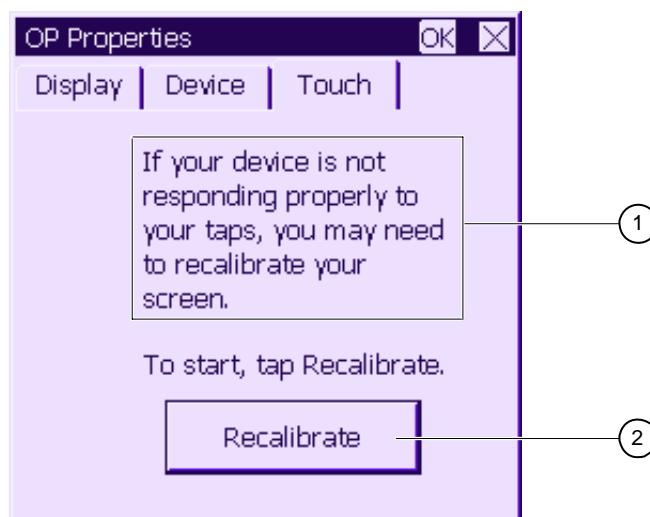 OP Properties OK
Display Device Touch
If your device is not
responding properly to
your taps, you may need
to recalibrate your
screen.
1
To start, tap Recalibrate.
Recalibrate
2